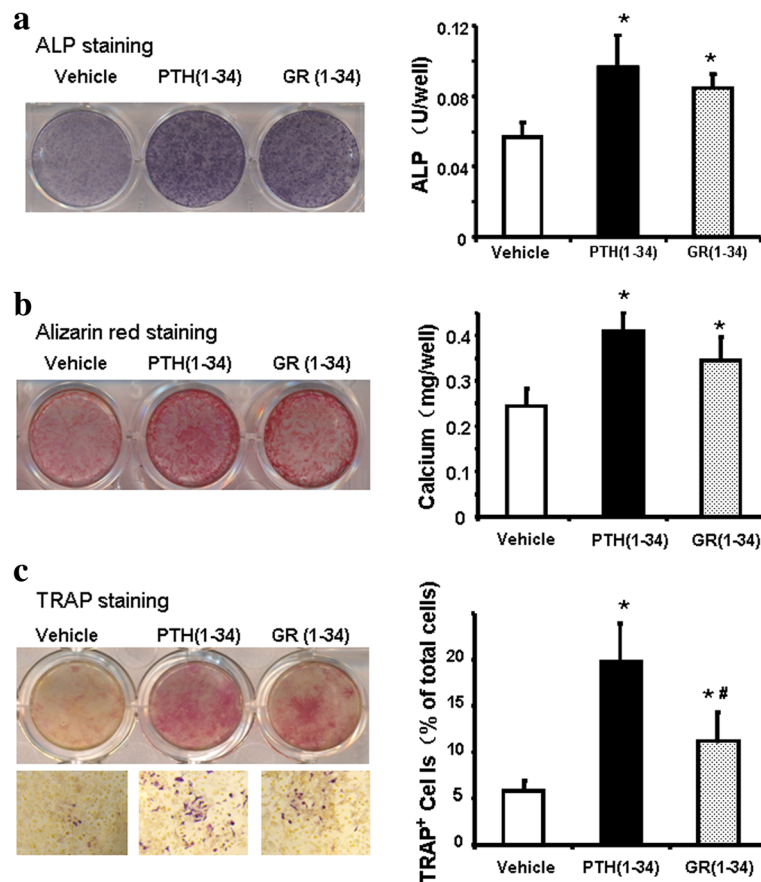 a
ALP staining
Vehicle PTH(1-34) GR (1-34)
ALP (U/well)
0.12
0.08
0.04
0
* *
Vehicle PTH(1-34) GR(1-34)
b
Alizarin red staining
Vehicle PTH(1-34) GR (1-34)
Calcium (mg/well)
0.4
0.3
0.2
0.1
0
* *
Vehicle PTH(1-34) GR(1-34)
c
TRAP staining
Vehicle PTH(1-34) GR (1-34)
TRAP+ Cells (% of total cells)
20
15
10
5
0
* * #
Vehicle PTH(1-34) GR(1-34)